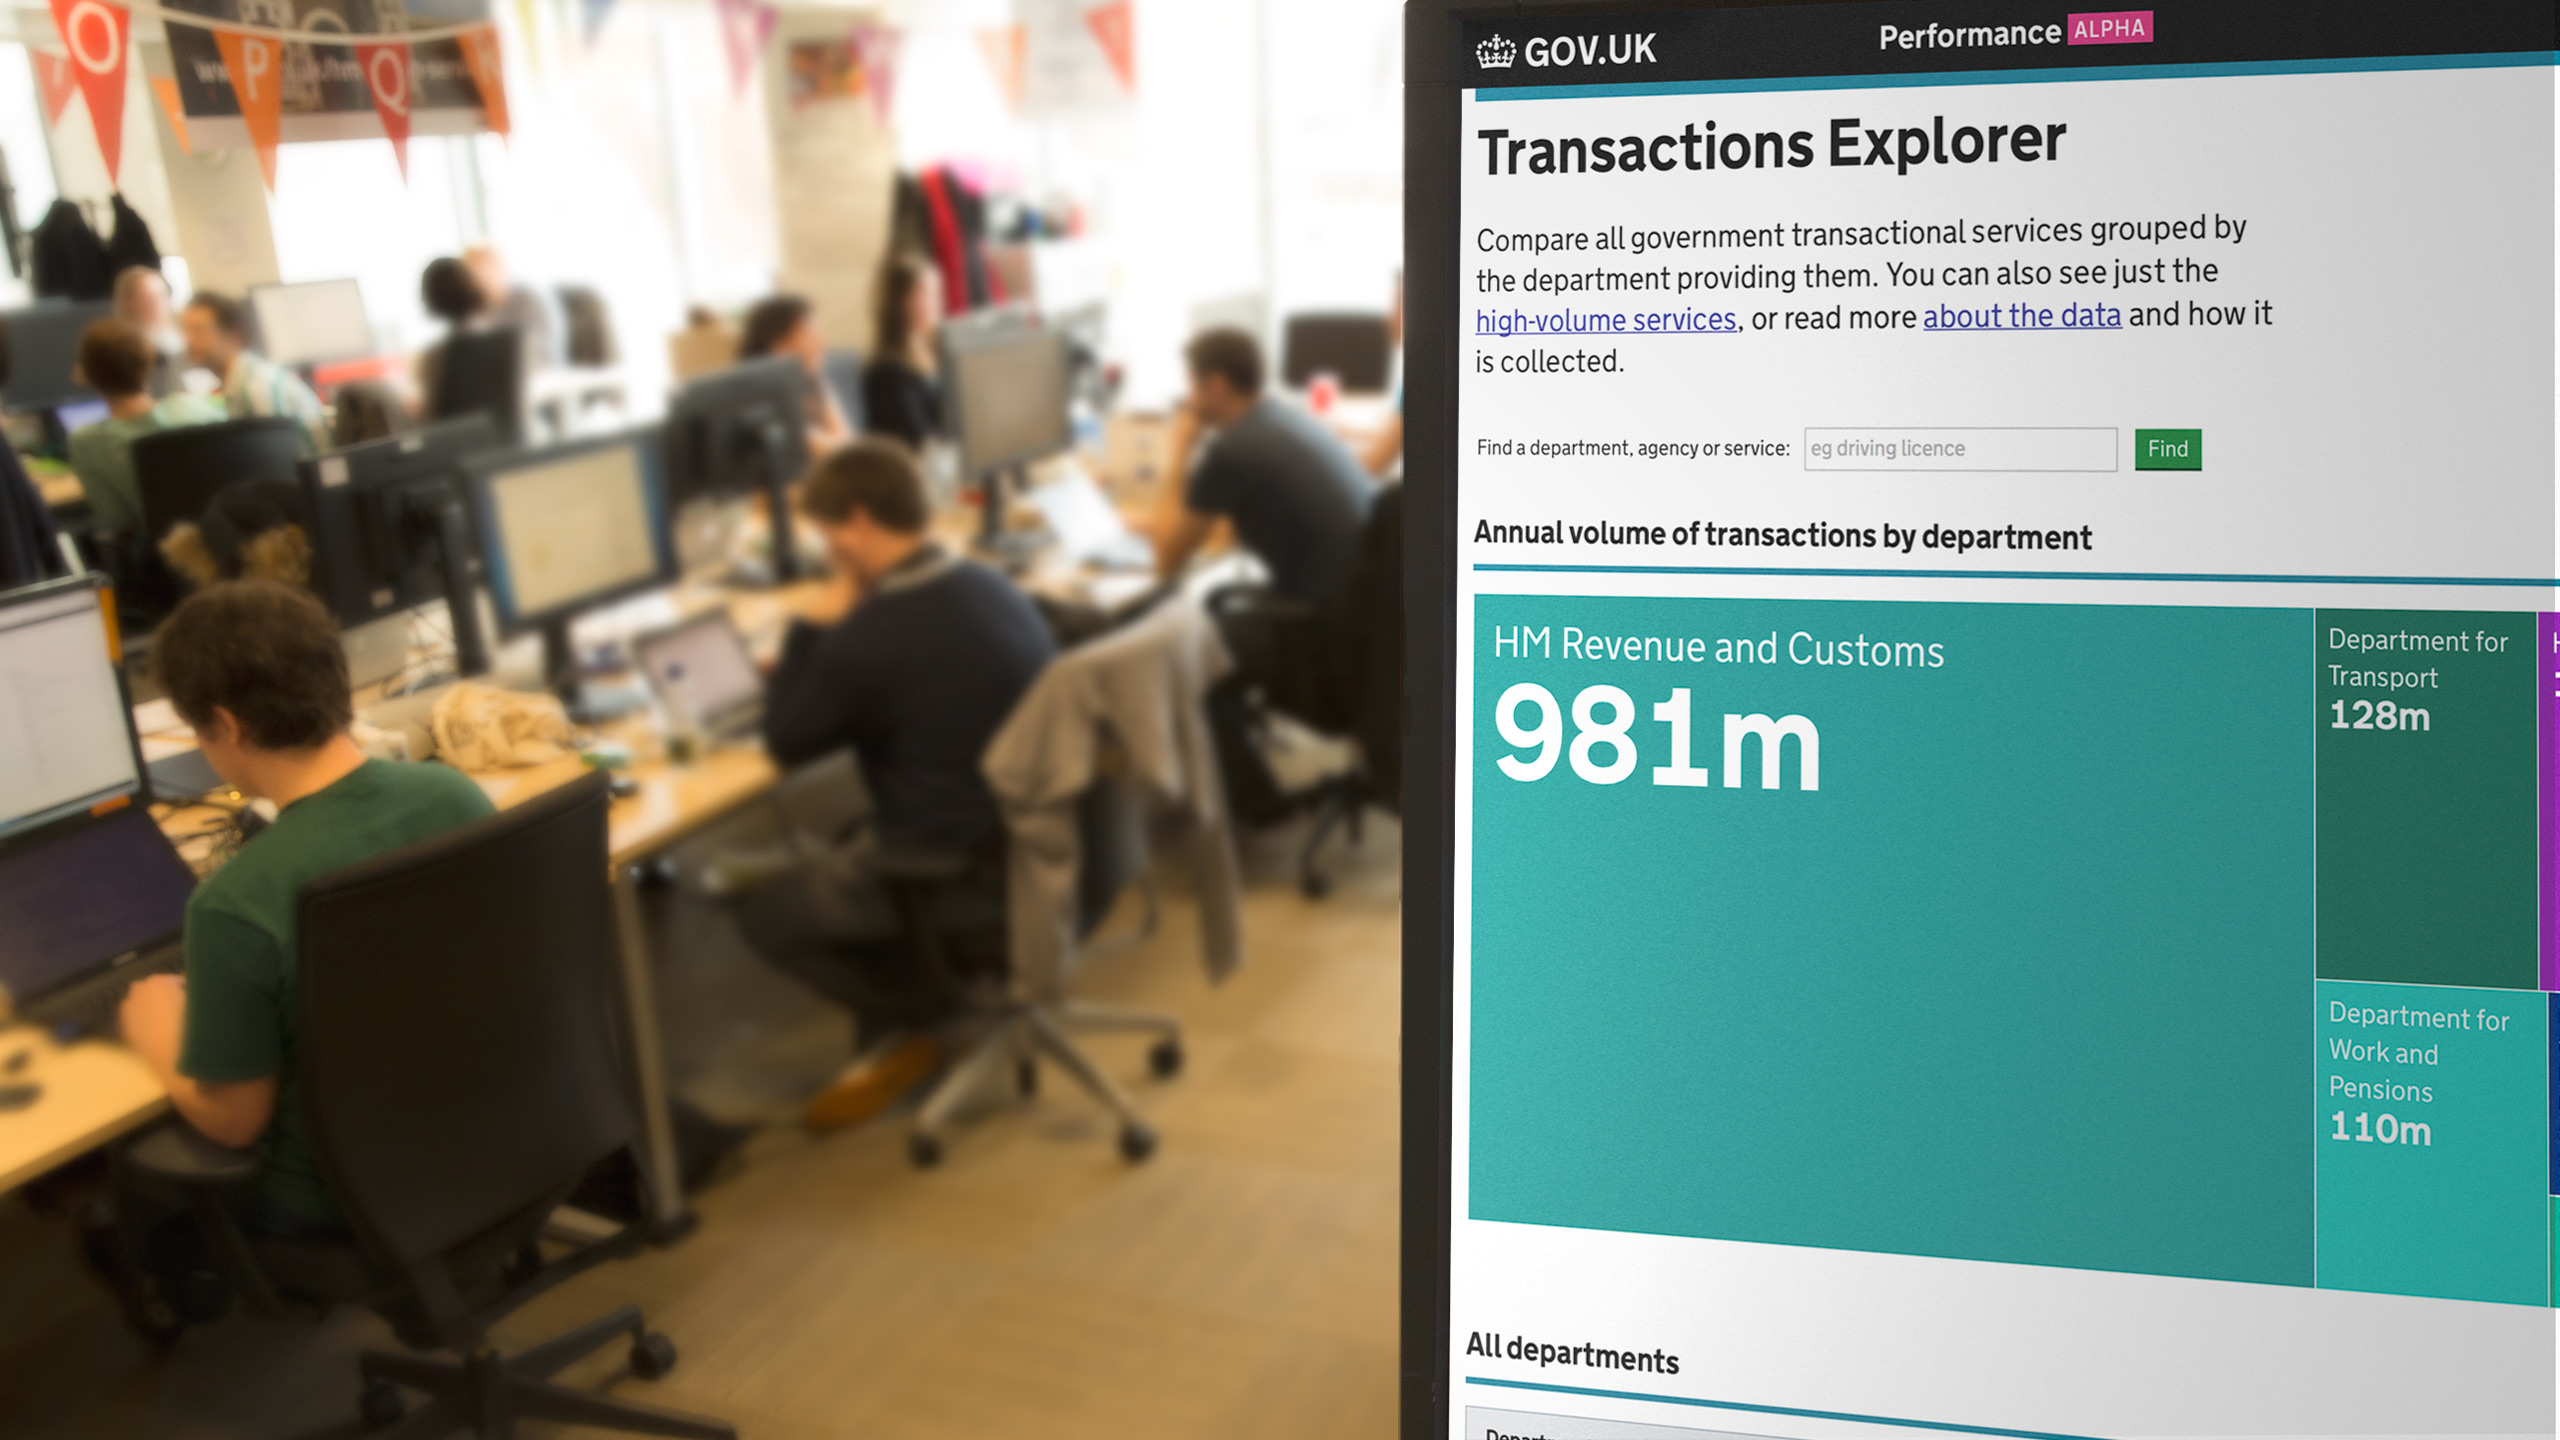 O
P
Q
GOV.UK
Performance ALPHA
Transactions Explorer
Compare all government transactional services grouped by
the department providing them. You can also see just the
high-volume services, or read more about the data and how it
is collected.
Find a department, agency or service: eg driving licence Find
Annual volume of transactions by department
HM Revenue and Customs
981m
Department for
Transport
128m
Department for
Work and
Pensions
110m
All departments